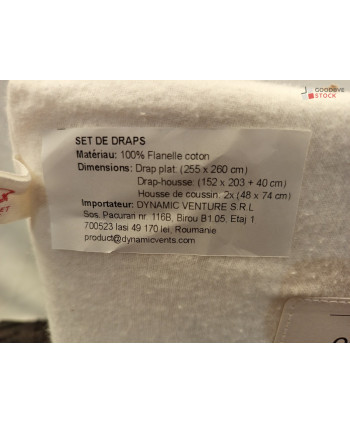 GOODBYE
STOCK
SET DE DRAPS
Matériau: 100% Flanelle coton
Dimensions: Drap plat: (255 x 260 cm)
Drap-housse: (152 x 203 + 40 cm)
Housse de coussin: 2x (48 x 74 cm)
Importateur: DYNAMIC VENTURE S.R.L
Sos. Pacurari nr. 116B, Birou B1.05, Etaj 1
700523 Iasi 49 170 lei, Roumanie
product@dynamicvents.com